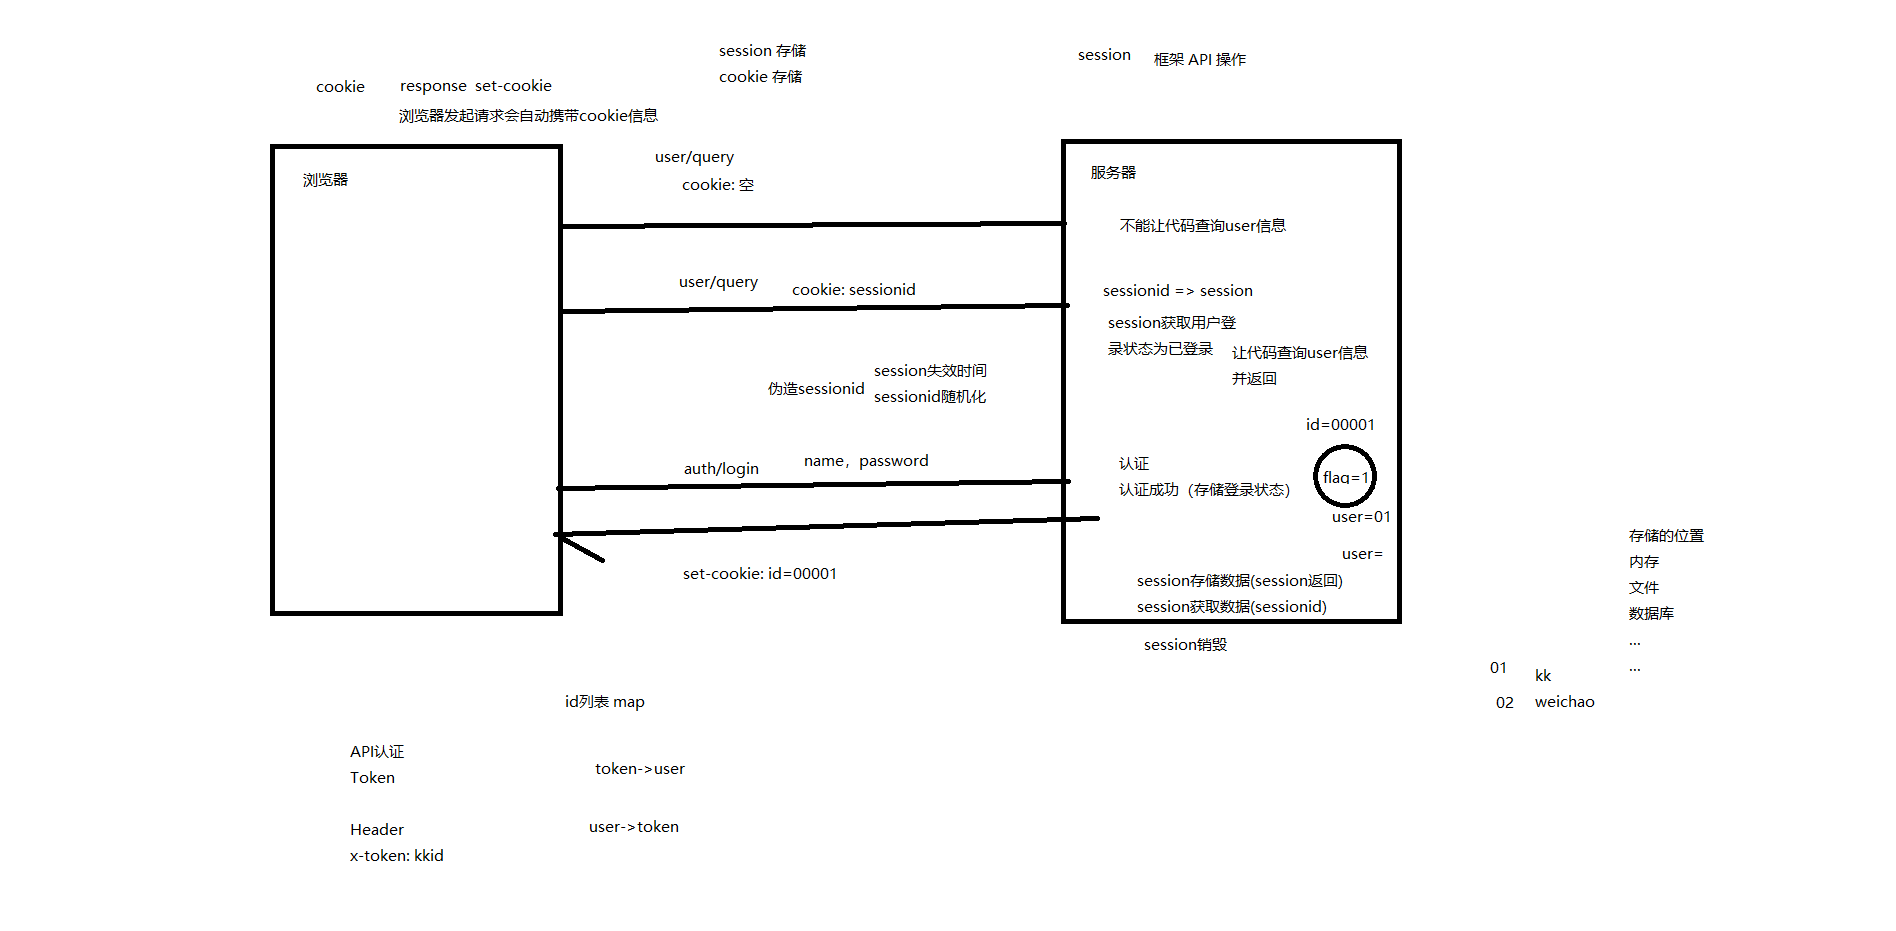 session 存储
cookie 存储
session 框架 API 操作
cookie response set-cookie
浏览器发起请求会自动携带cookie信息
浏览器
user/query
cookie: 空
服务器
不能让代码查询user信息
user/query cookie: sessionid
sessionid => session
session获取用户登
录状态为已登录
让代码查询user信息
并返回
伪造sessionid
session失效时间
sessionid随机化
id=00001
auth/login name，password
认证
认证成功（存储登录状态）
flag=1
user=01
user=
set-cookie: id=00001
session存储数据(session返回)
session获取数据(sessionid)
session销毁
存储的位置
内存
文件
数据库
...
...
01 kk
02 weichao
id列表 map
API认证
Token
token->user
Header
x-token: kkid
user->token